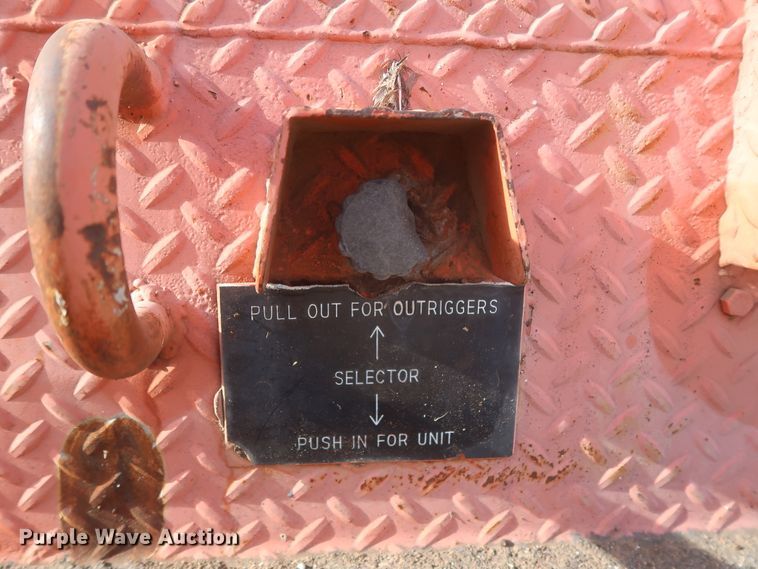 PULL OUT FOR OUTRIGGERS
SELECTOR
PUSH IN FOR UNIT
Purple Wave Auction